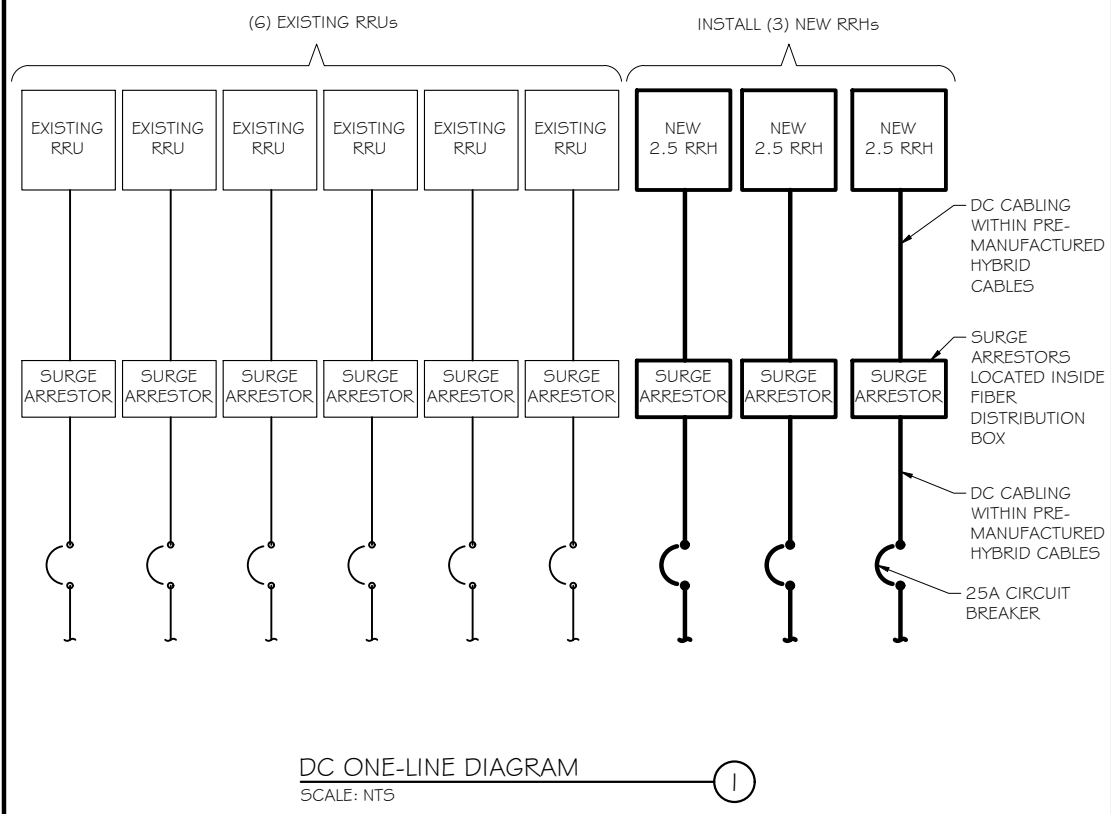 (6) EXISTING RRUs
INSTALL (3) NEW RRHs
EXISTING
RRU
EXISTING
RRU
EXISTING
RRU
EXISTING
RRU
EXISTING
RRU
EXISTING
RRU
NEW
2.5 RRH
NEW
2.5 RRH
NEW
2.5 RRH
DC CABLING
WITHIN PRE-
MANUFACTURED
HYBRID
CABLES
SURGE
ARRESTOR
SURGE
ARRESTOR
SURGE
ARRESTOR
SURGE
ARRESTOR
SURGE
ARRESTOR
SURGE
ARRESTOR
SURGE
ARRESTOR
SURGE
ARRESTOR
SURGE
ARRESTOR
SURGE
ARRESTORS
LOCATED INSIDE
FIBER
DISTRIBUTION
BOX
DC CABLING
WITHIN PRE-
MANUFACTURED
HYBRID CABLES
25A CIRCUIT
BREAKER
DC ONE-LINE DIAGRAM
SCALE: NTS
1